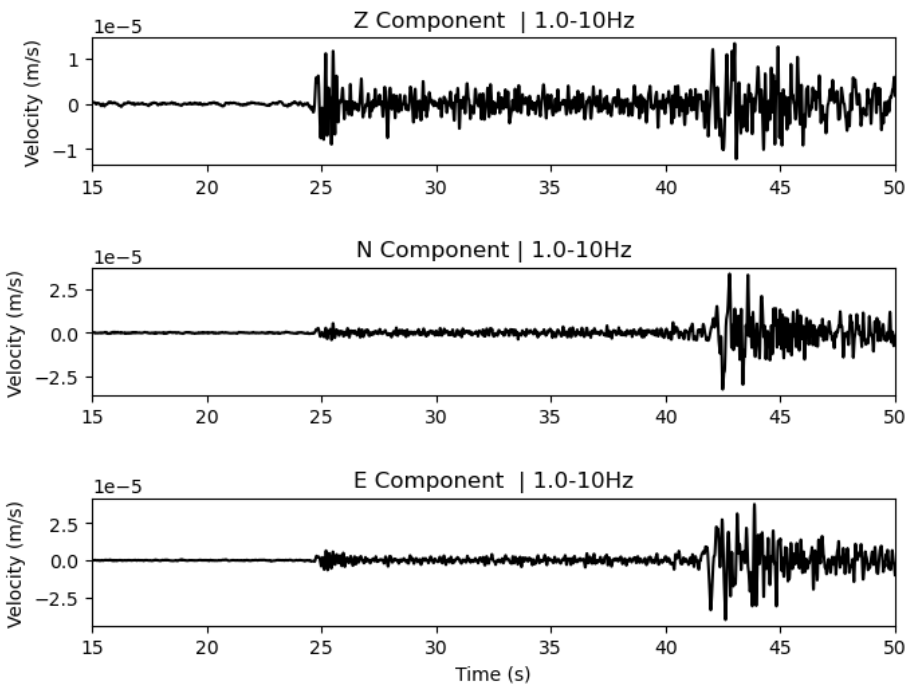 Z Component | 1.0-10Hz
1e−5
Velocity (m/s)
1
0
−1
15 20 25 30 35 40 45 50
N Component | 1.0-10Hz
1e−5
Velocity (m/s)
2.5
0.0
−2.5
15 20 25 30 35 40 45 50
E Component | 1.0-10Hz
1e−5
Velocity (m/s)
2.5
0.0
−2.5
15 20 25 30 35 40 45 50
Time (s)